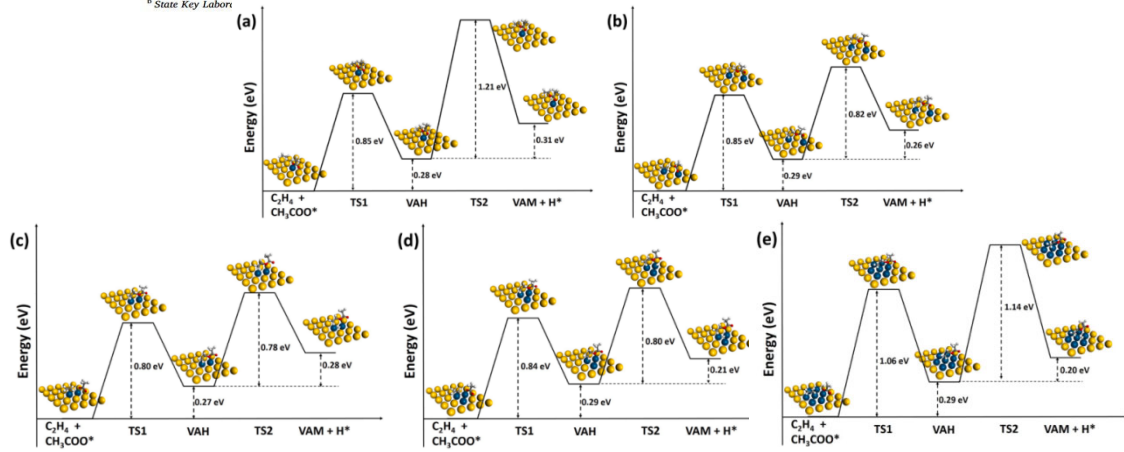 b State Key Labor
(a)
Energy (eV)
0.85 eV
0.28 eV
1.21 eV
0.31 eV
C2H4 +
CH3COO*
TS1
VAH
TS2
VAM + H*
(b)
Energy (eV)
0.85 eV
0.29 eV
0.82 eV
0.26 eV
C2H4 +
CH3COO*
TS1
VAH
TS2
VAM + H*
(c)
Energy (eV)
0.80 eV
0.27 eV
0.78 eV
0.28 eV
C2H4 +
CH3COO*
TS1
VAH
TS2
VAM + H*
(d)
Energy (eV)
0.84 eV
0.29 eV
0.80 eV
0.21 eV
C2H4 +
CH3COO*
TS1
VAH
TS2
VAM + H*
(e)
Energy (eV)
1.06 eV
0.29 eV
1.14 eV
0.20 eV
C2H4 +
CH3COO*
TS1
VAH
TS2
VAM + H*